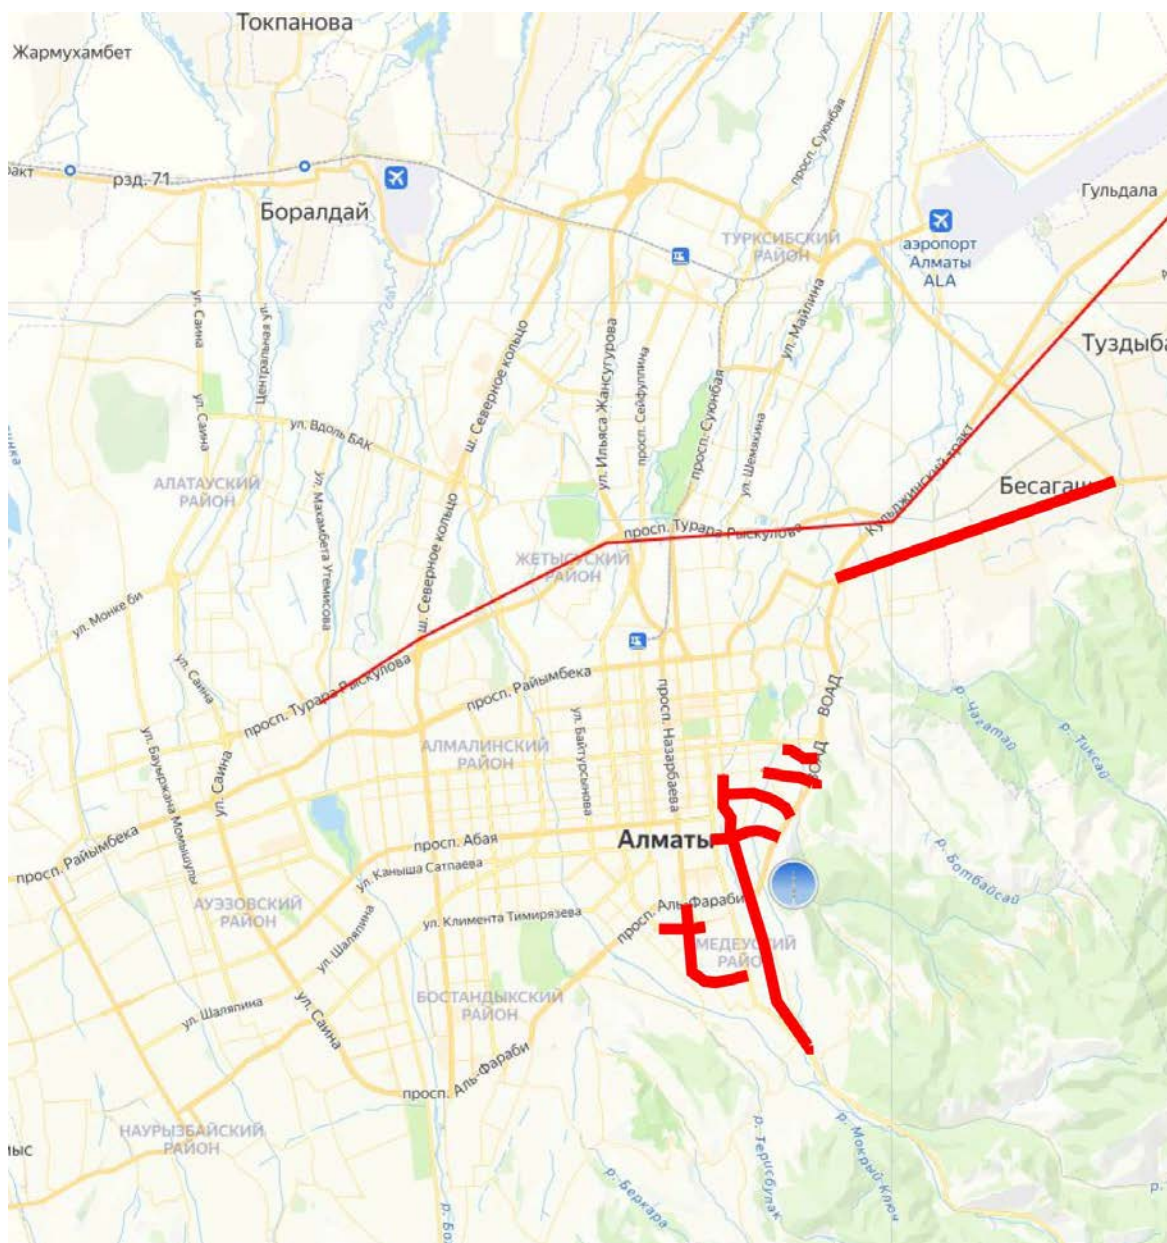 Токпанова
Жармухамбет
просп. Суюнбая
рзд. 71
Гульдала
Боралдай
ТУРКСИБСКИЙ
РАЙОН
аэропорт
Алматы
ALA
ул. Саина
Центральная ул.
ш. Северное кольцо
ул. Ильяса Жансугурова
просп. Сейфуллина
просп. Суюнбая
ул. Майлина
ул. Шемякина
ул. Саина
ул. Вдоль БАК
АЛАТАУСКИЙ
РАЙОН
ул. Махамбета Утемисова
ш. Северное кольцо
Кульджинский тракт
просп. Турара Рыскулова
ЖЕТЫСУСКИЙ
РАЙОН
ул. Монке би
ул. Саина
просп. Турара Рыскулова
просп. Райымбека
просп. Назарбаева
ВОАД
р. Чагатай
р. Тиксай
ул. Бауыржана Момышулы
ул. Саина
АЛМАЛИНСКИЙ
РАЙОН
ул. Байтурсынова
ВОАД
просп. Райымбека
просп. Абая
Алматы
ул. Каныша Сатпаева
р. Ботбайсай
АУЭЗОВСКИЙ
РАЙОН
ул. Шаляпина
ул. Климента Тимирязева
просп. Аль-Фараби
МЕДЕУСКИЙ
ул. Шаляпина
ул. Саина
БОСТАНДЫКСКИЙ
РАЙОН
просп. Аль-Фараби
НАУРЫЗБАЙСКИЙ
РАЙОН
р. Беркара
р. Терисбулак
р. Мокрый Ключ